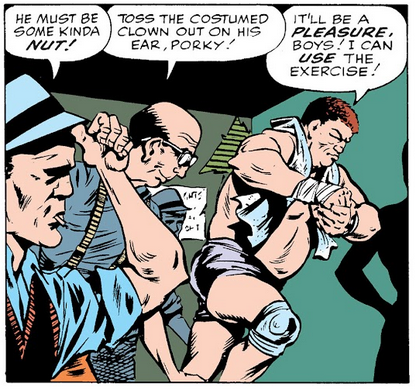 HE MUST BE
SOME KINDA
NUT!
TOSS THE COSTUMED
CLOWN OUT ON HIS
EAR, PORKY!
IT'LL BE A
PLEASURE,
BOYS! I CAN
USE THE
EXERCISE!